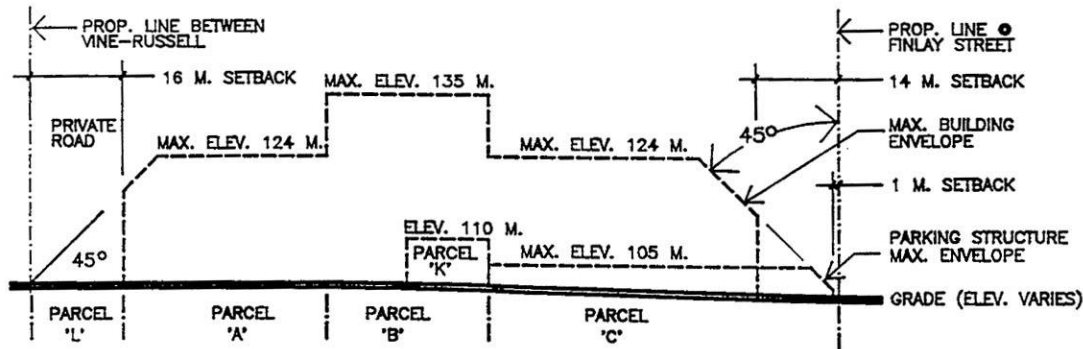 PROP. LINE BETWEEN
VINE-RUSSELL
PROP. LINE @
FINLAY STREET
16 M. SETBACK
MAX. ELEV. 135 M.
14 M. SETBACK
PRIVATE
ROAD
MAX. ELEV. 124 M.
MAX. ELEV. 124 M.
45°
MAX. BUILDING
ENVELOPE
1 M. SETBACK
ELEV. 110 M.
PARCEL
"K"
MAX. ELEV. 105 M.
45°
PARKING STRUCTURE
MAX. ENVELOPE
GRADE (ELEV. VARIES)
PARCEL
"L"
PARCEL
"A"
PARCEL
"B"
PARCEL
"C"